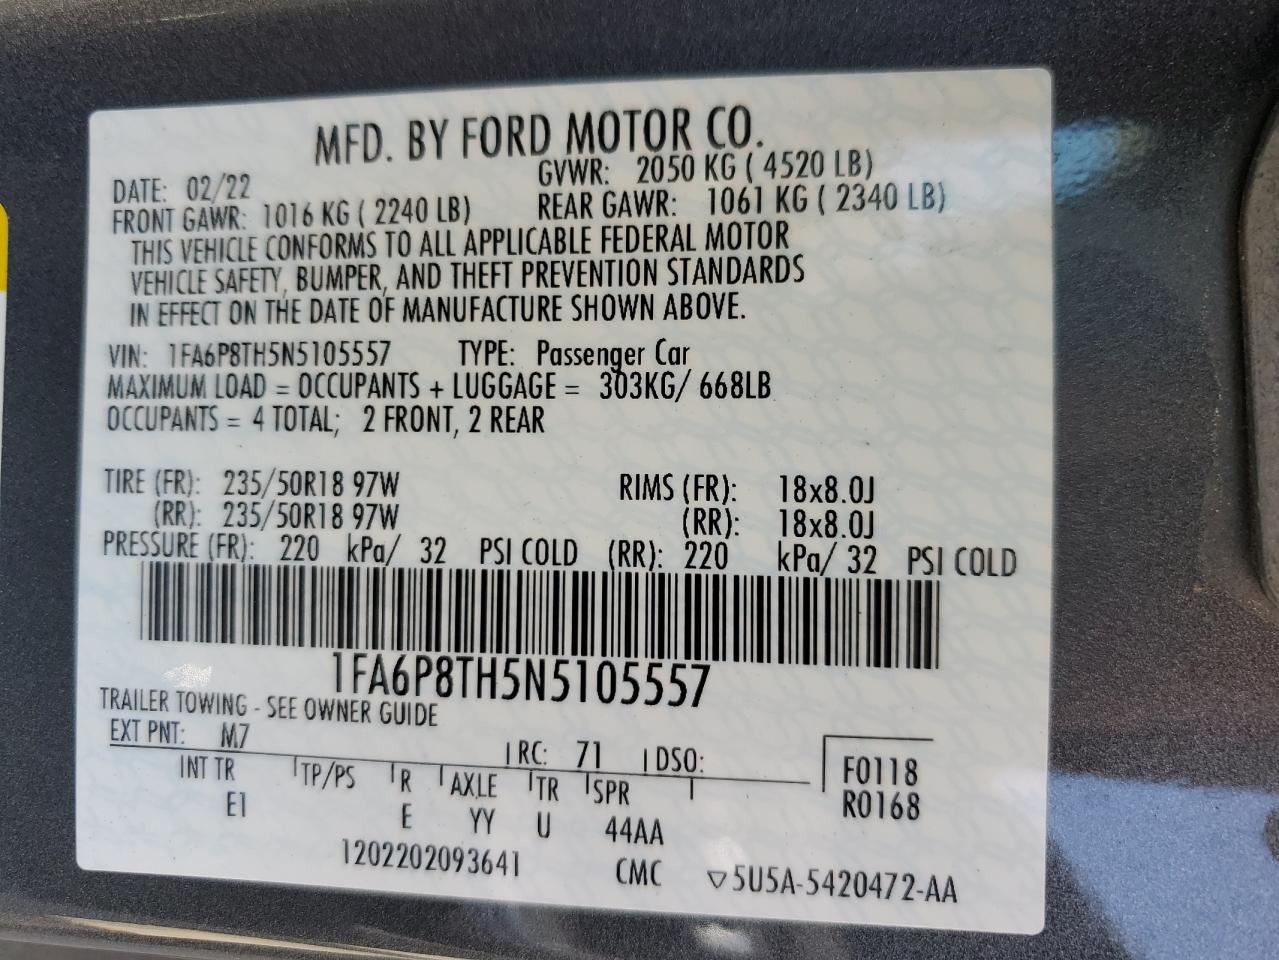 MFD. BY FORD MOTOR CO.
DATE: 02/22 GVWR: 2050 KG ( 4520 LB)
FRONT GAWR: 1016 KG ( 2240 LB) REAR GAWR: 1061 KG ( 2340 LB)
THIS VEHICLE CONFORMS TO ALL APPLICABLE FEDERAL MOTOR
VEHICLE SAFETY, BUMPER, AND THEFT PREVENTION STANDARDS
IN EFFECT ON THE DATE OF MANUFACTURE SHOWN ABOVE.
VIN: 1FA6P8TH5N5105557 TYPE: Passenger Car
MAXIMUM LOAD = OCCUPANTS + LUGGAGE = 303KG/ 668LB
OCCUPANTS = 4 TOTAL; 2 FRONT, 2 REAR
TIRE (FR): 235/50R18 97W RIMS (FR): 18x8.0J
(RR): 235/50R18 97W (RR): 18x8.0J
PRESSURE (FR): 220 kPa/ 32 PSI COLD (RR): 220 kPa/ 32 PSI COLD
1FA6P8TH5N5105557
TRAILER TOWING - SEE OWNER GUIDE
EXT PNT: M7 RC: 71 DSO: F0118
INT TR TP/PS R AXLE TR SPR R0168
E1 E YY U 44AA
1202202093641 CMC ▽5U5A-5420472-AA